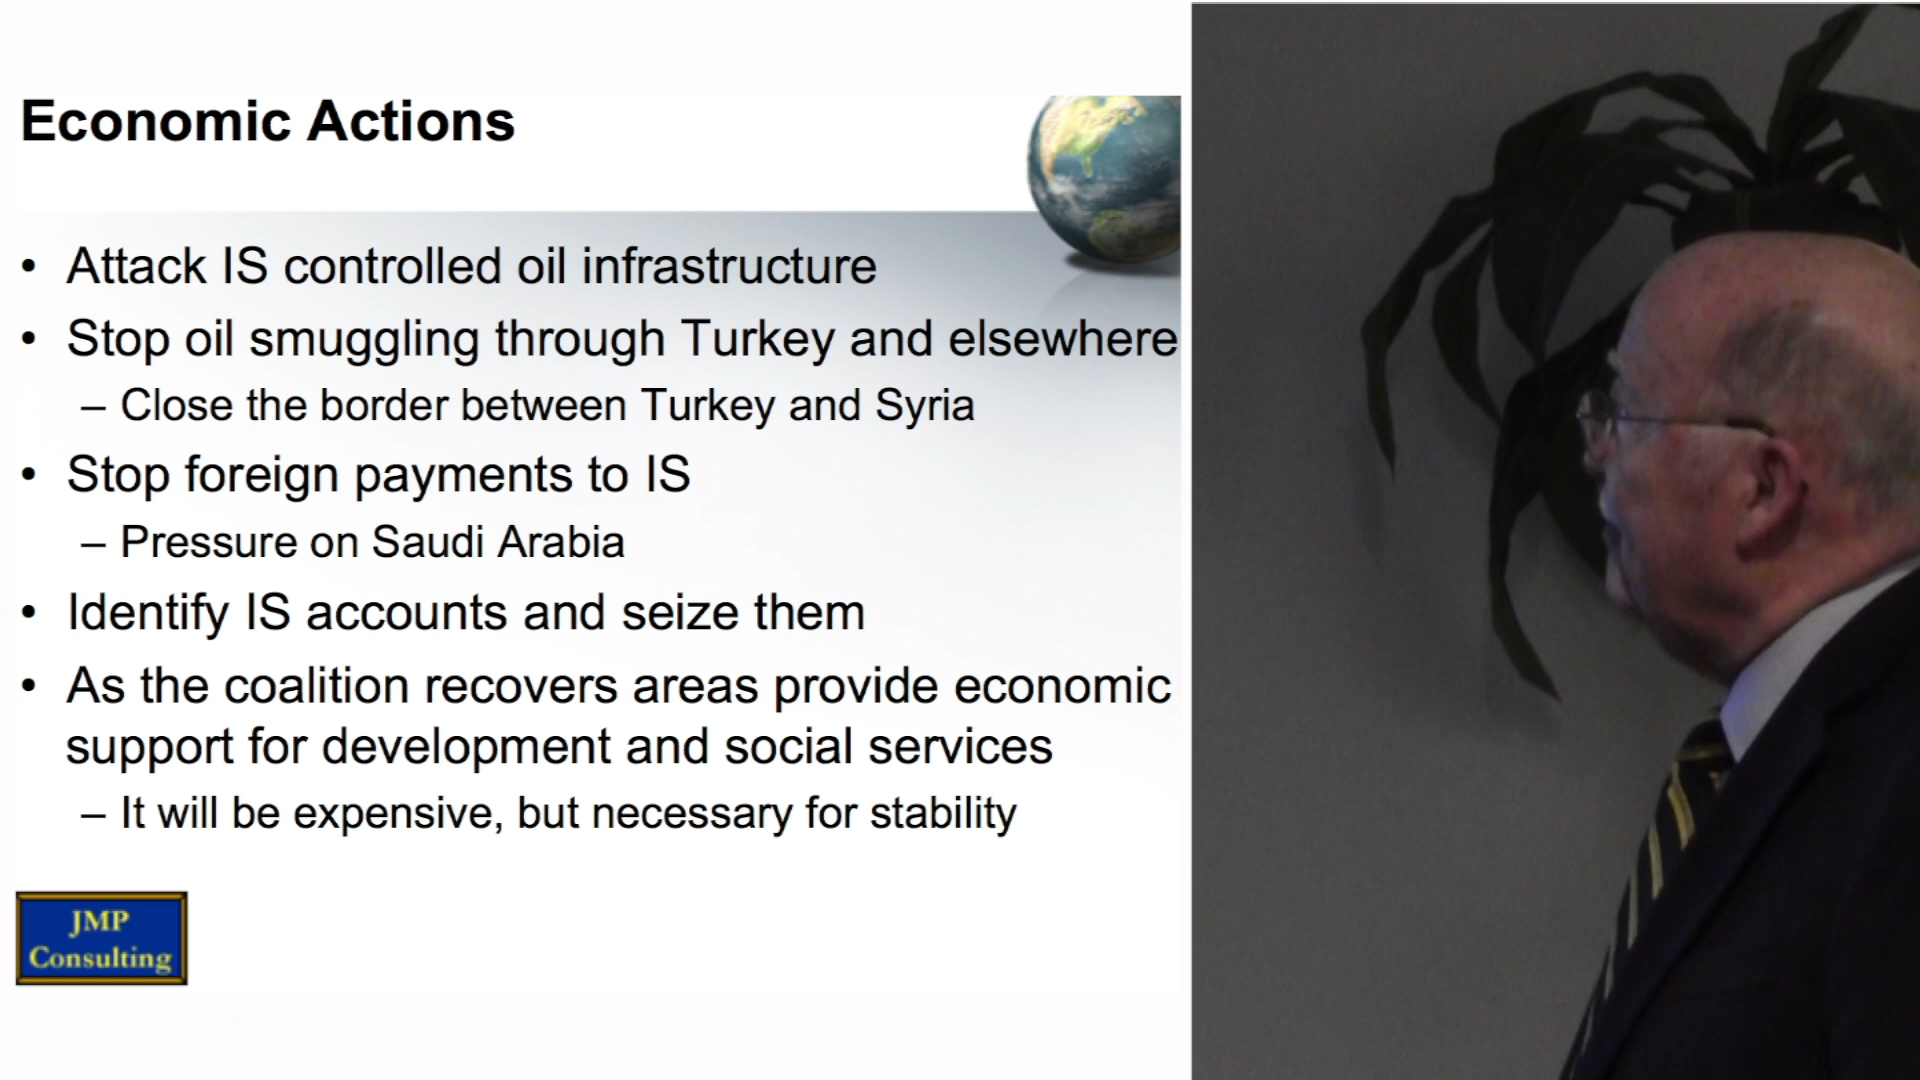 Economic Actions
• Attack IS controlled oil infrastructure
• Stop oil smuggling through Turkey and elsewhere
– Close the border between Turkey and Syria
• Stop foreign payments to IS
– Pressure on Saudi Arabia
• Identify IS accounts and seize them
• As the coalition recovers areas provide economic
support for development and social services
– It will be expensive, but necessary for stability
JMP
Consulting